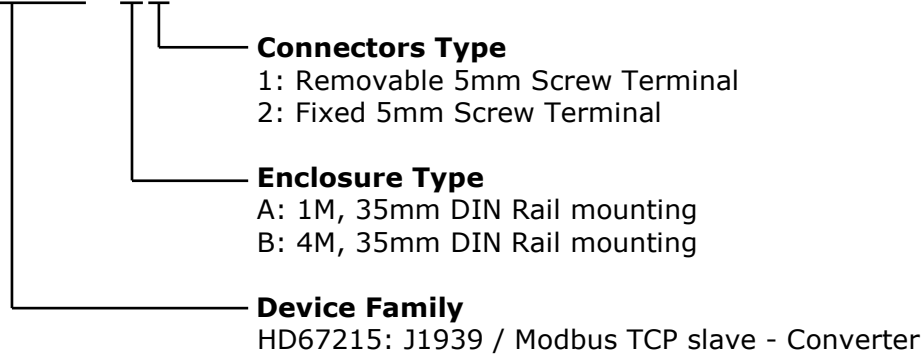 Connectors Type
1: Removable 5mm Screw Terminal
2: Fixed 5mm Screw Terminal
Enclosure Type
A: 1M, 35mm DIN Rail mounting
B: 4M, 35mm DIN Rail mounting
Device Family
HD67215: J1939 / Modbus TCP slave - Converter